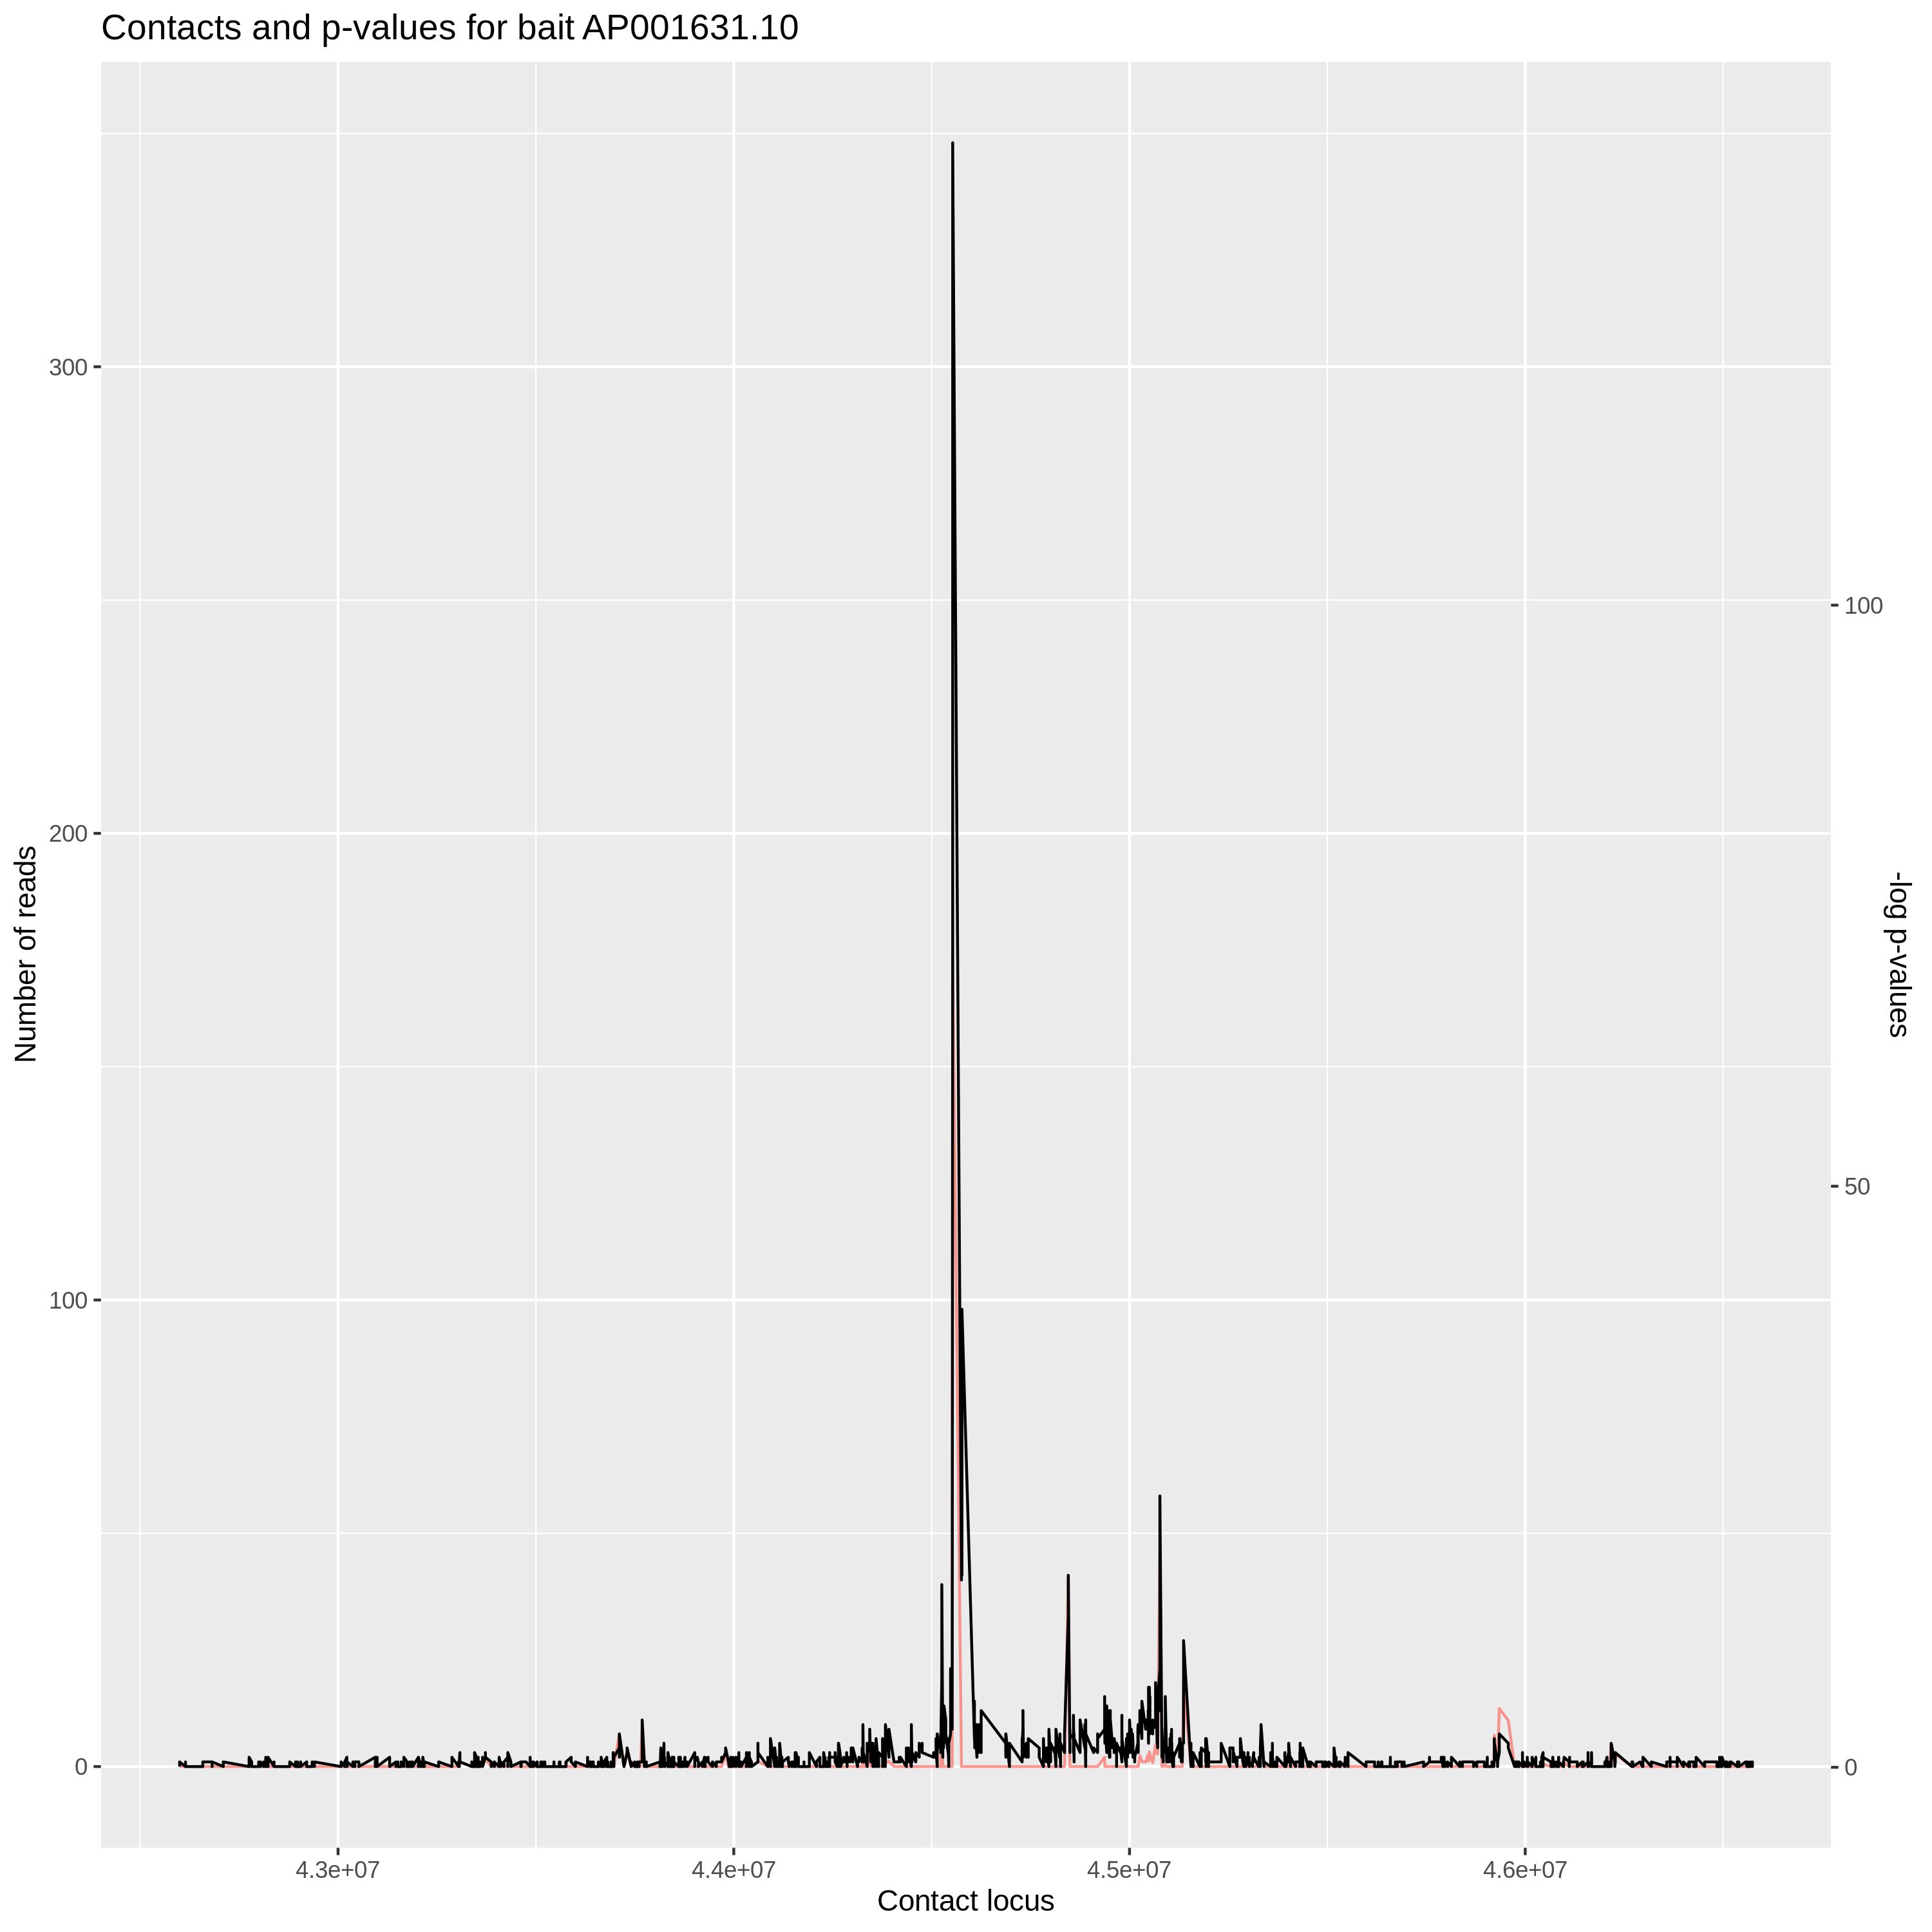 Contacts and p-values for bait AP001631.10
300
200
100
0
Number of reads
100
50
0
-log p-values
4.3e+07
4.4e+07
4.5e+07
4.6e+07
Contact locus